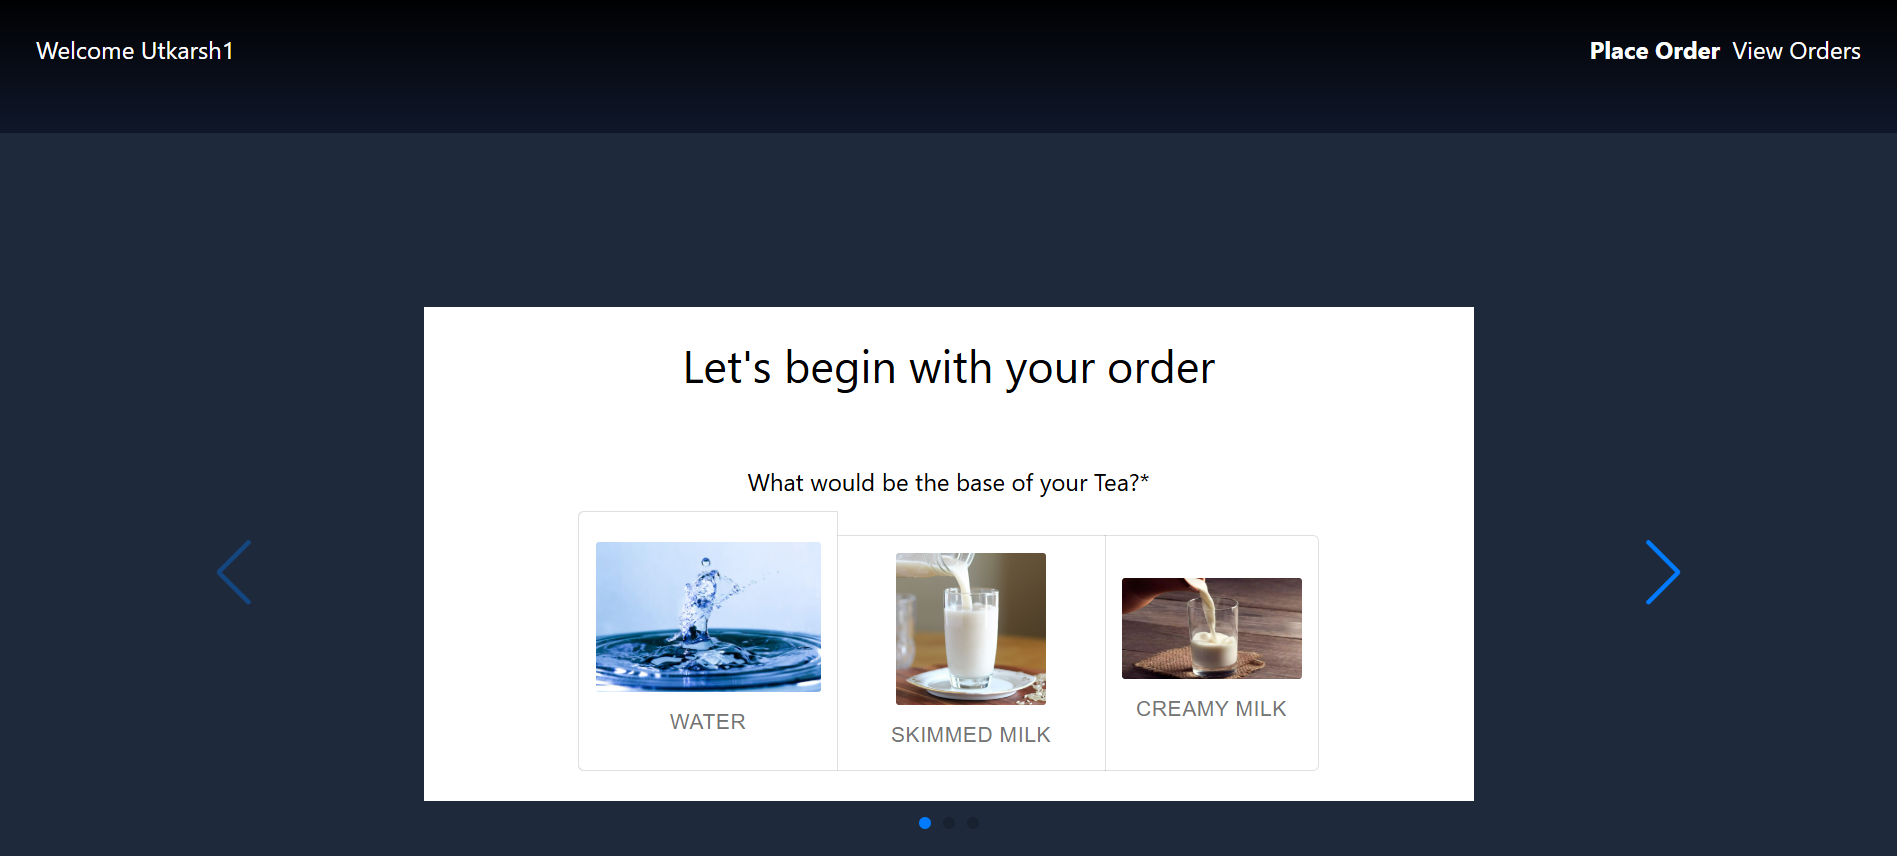 Welcome Utkarsh1
Place Order View Orders
Let's begin with your order
What would be the base of your Tea?*
WATER
SKIMMED MILK
CREAMY MILK